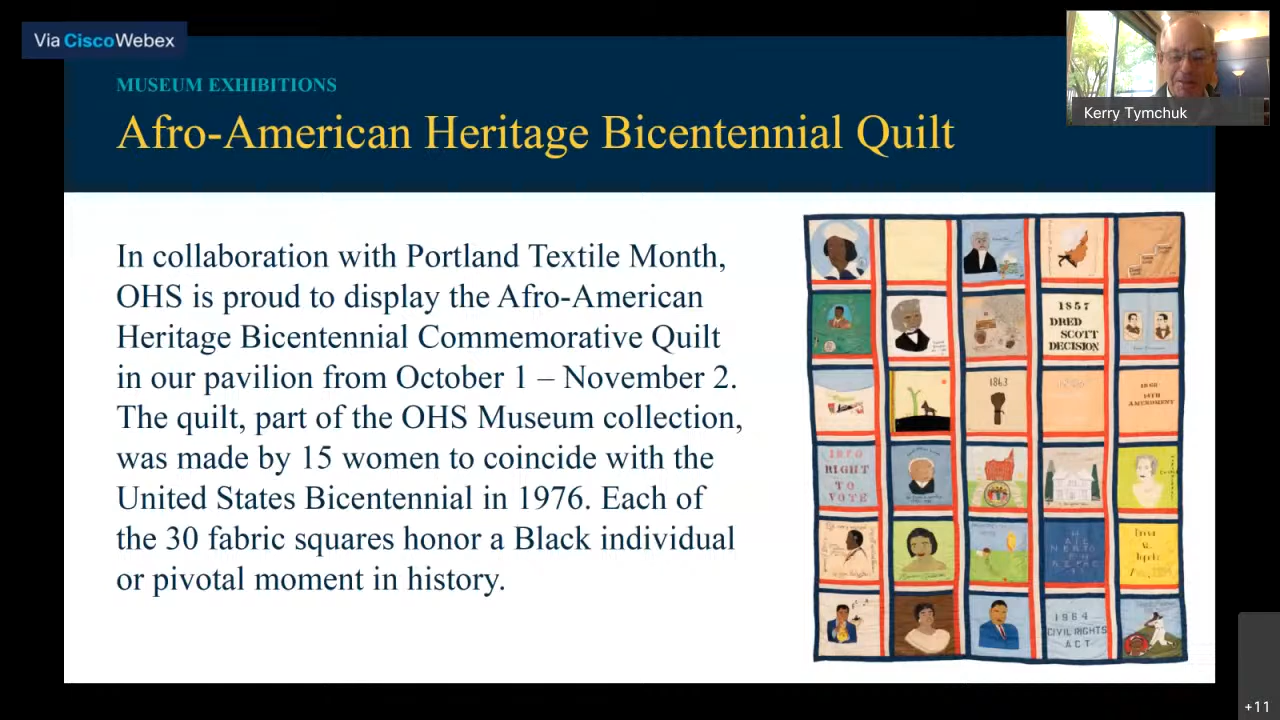 Via Cisco Webex
MUSEUM EXHIBITIONS
Afro-American Heritage Bicentennial Quilt
Kerry Tymchuk
In collaboration with Portland Textile Month,
OHS is proud to display the Afro-American
Heritage Bicentennial Commemorative Quilt
in our pavilion from October 1 – November 2.
The quilt, part of the OHS Museum collection,
was made by 15 women to coincide with the
United States Bicentennial in 1976. Each of
the 30 fabric squares honor a Black individual
or pivotal moment in history.
1857
DRED
SCOTT
DECISION
1863
14TH
AMENDMENT
1870
RIGHT
TO
VOTE
1964
CIVIL RIGHTS
ACT
+11